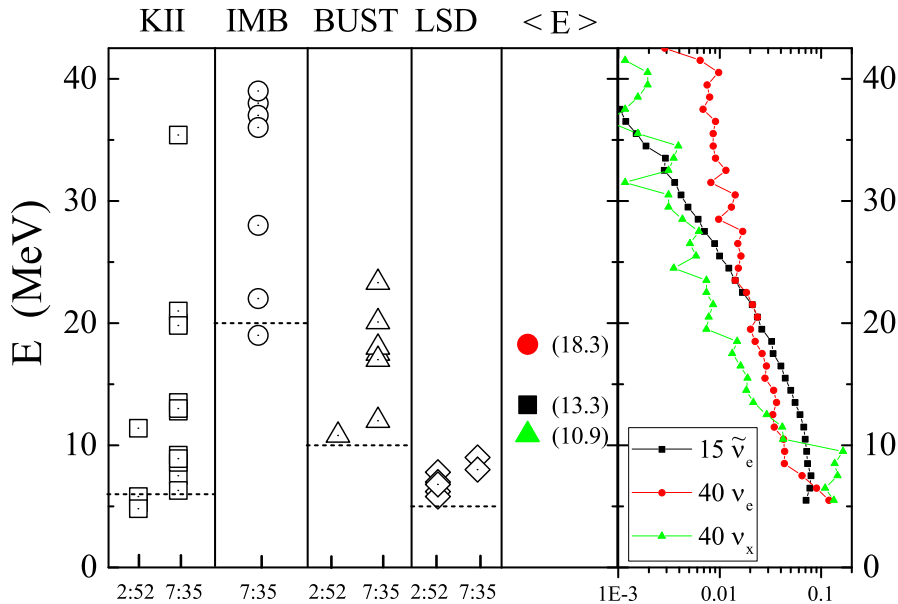 KII IMB BUST LSD < E >
E (MeV)
40 40
30 30
20 20
10 10
0 0
(18.3)
(13.3)
(10.9)
15 ν̃e
40 νe
40 νx
2:52 7:35 7:35 2:52 7:35 2:52 7:35 1E-3 0.01 0.1